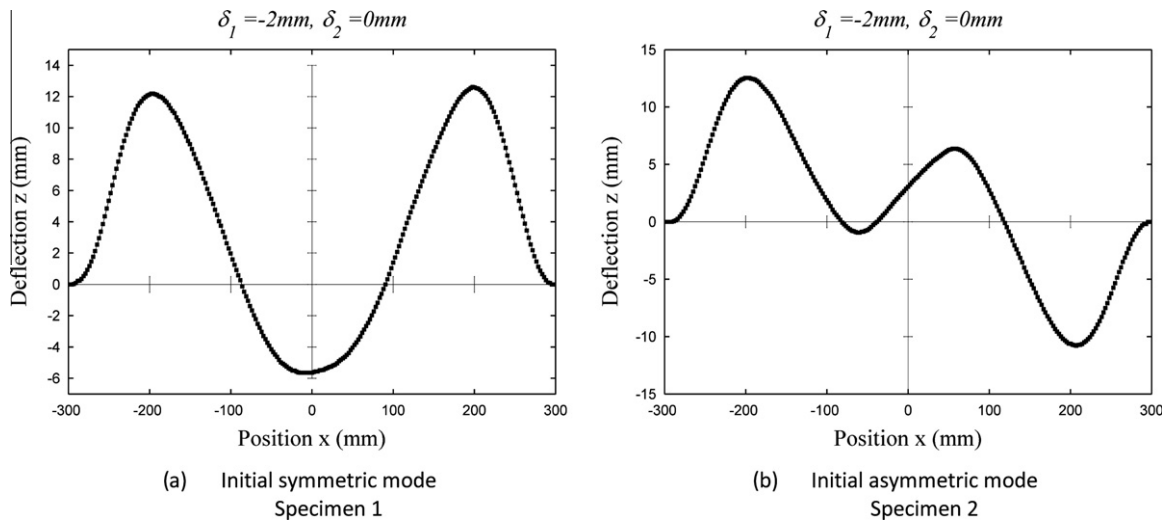 δ1 =-2mm, δ2 =0mm
14
12
10
8
6
4
2
0
-2
-4
-6
-300 -200 -100 0 100 200 300
Deflection z (mm)
Position x (mm)
(a) Initial symmetric mode
Specimen 1
δ1 =-2mm, δ2 =0mm
15
10
5
0
-5
-10
-15
-300 -200 -100 0 100 200 300
Deflection z (mm)
Position x (mm)
(b) Initial asymmetric mode
Specimen 2